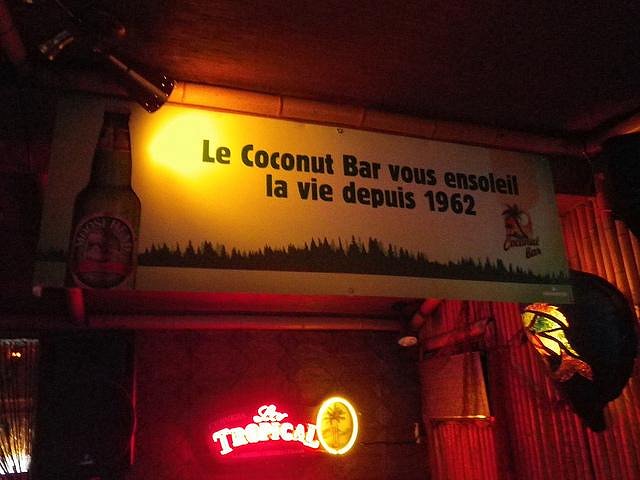 Le Coconut Bar vous ensoleil
la vie depuis 1962
Coconut
Bar
TROPICAL